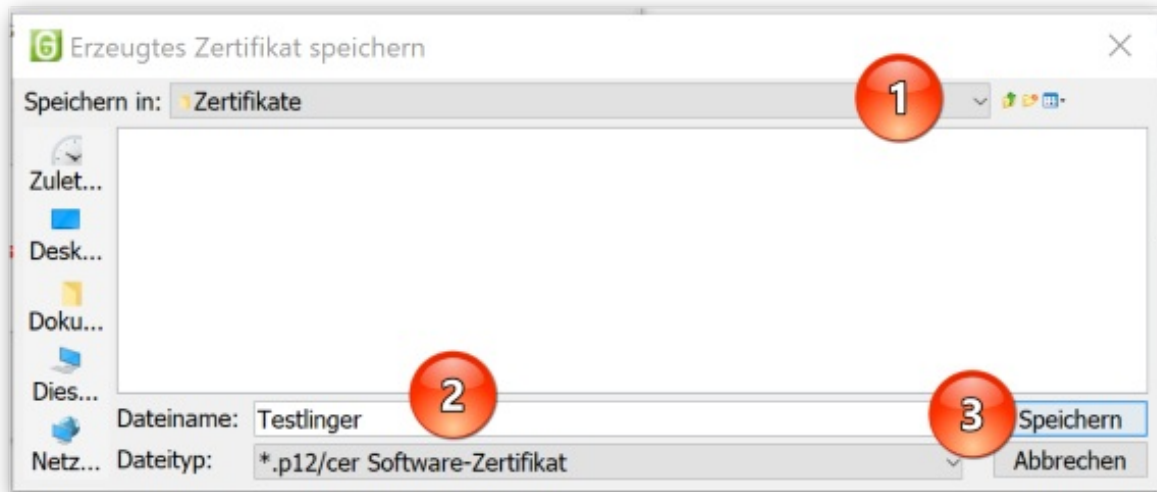 Erzeugtes Zertifikat speichern
Speichern in: Zertifikate 1
Zulet...
Desk...
Doku...
Dies...
Netz...
2
Dateiname: Testlinger 3 Speichern
Dateityp: *.p12/cer Software-Zertifikat Abbrechen